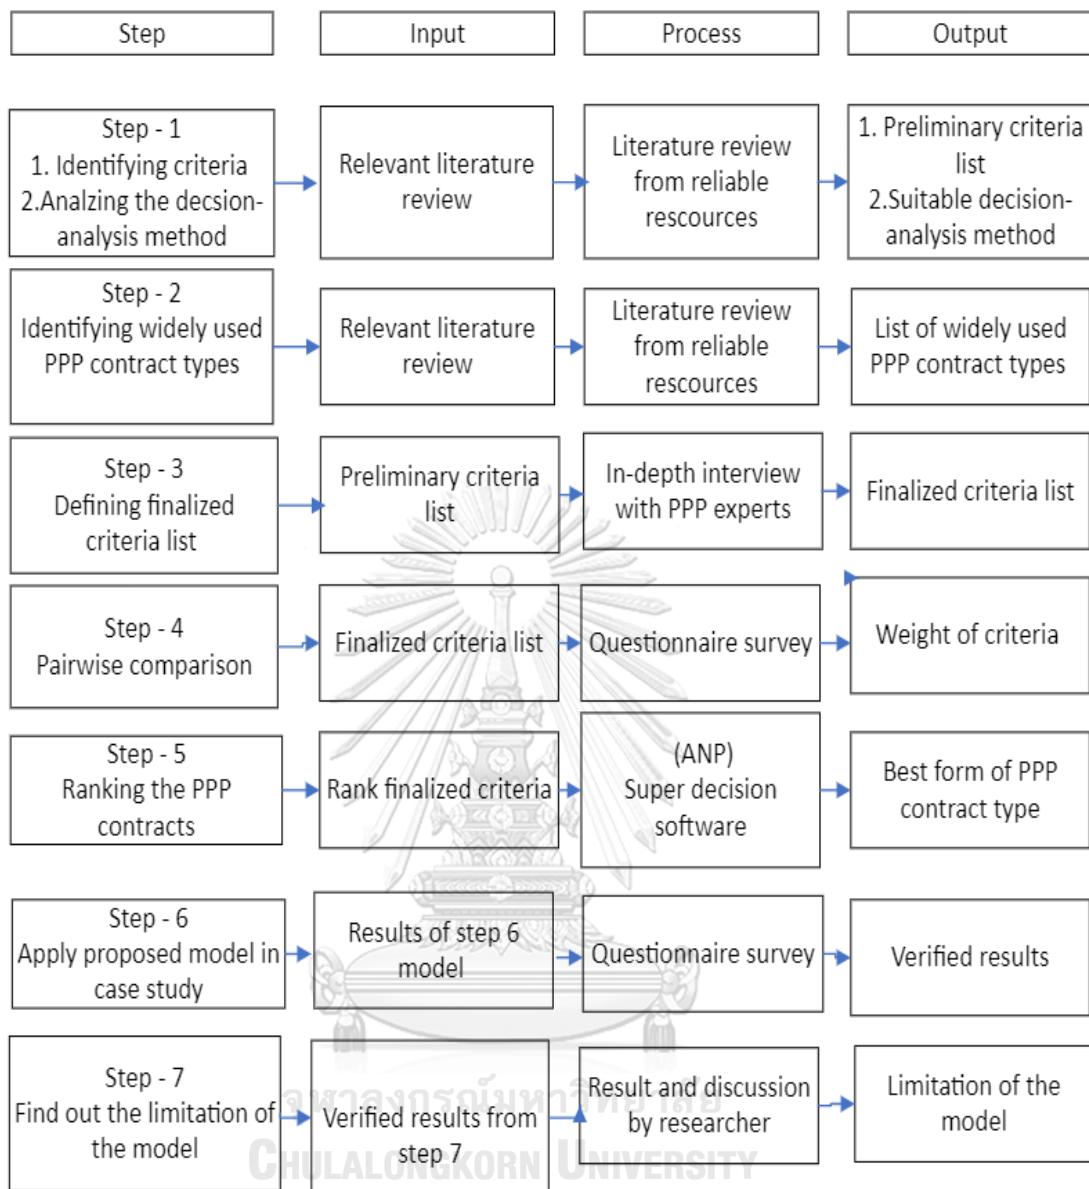 Step
Input
Process
Output
Step - 1
1. Identifying criteria
2.Analzing the decsion-
analysis method
Relevant literature
review
Literature review
from reliable
rescources
1. Preliminary criteria
list
2.Suitable decision-
analysis method
Step - 2
Identifying widely used
PPP contract types
Relevant literature
review
Literature review
from reliable
rescources
List of widely used
PPP contract types
Step - 3
Defining finalized
criteria list
Preliminary criteria
list
In-depth interview
with PPP experts
Finalized criteria list
Step - 4
Pairwise comparison
Finalized criteria list
Questionnaire survey
Weight of criteria
Step - 5
Ranking the PPP
contracts
Rank finalized criteria
(ANP)
Super decision
software
Best form of PPP
contract type
Step - 6
Apply proposed model in
case study
Results of step 6
model
Questionnaire survey
Verified results
Step - 7
Find out the limitation of
the model
Verified results from
step 7
Result and discussion
by researcher
Limitation of the
model
จุฬาลงกรณ์มหาวิทยาลัย
CHULALONGKORN UNIVERSITY